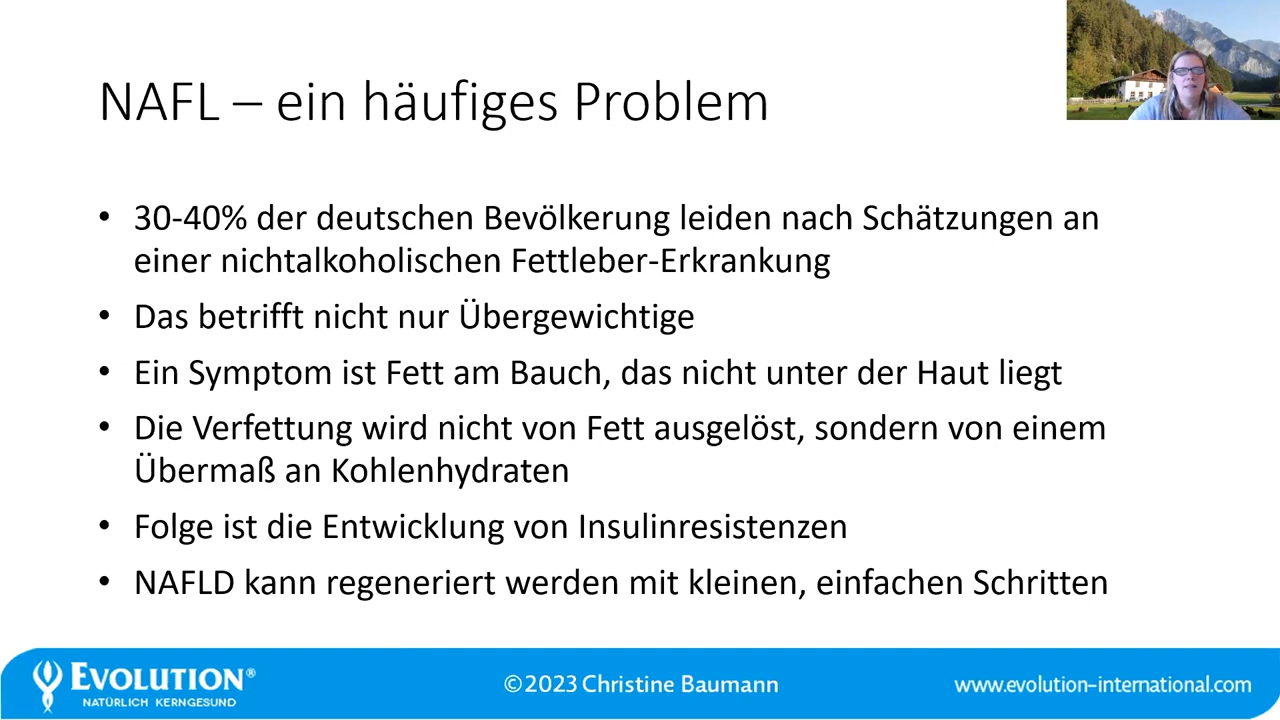 NAFL – ein häufiges Problem
• 30-40% der deutschen Bevölkerung leiden nach Schätzungen an
einer nichtalkoholischen Fettleber-Erkrankung
• Das betrifft nicht nur Übergewichtige
• Ein Symptom ist Fett am Bauch, das nicht unter der Haut liegt
• Die Verfettung wird nicht von Fett ausgelöst, sondern von einem
Übermaß an Kohlenhydraten
• Folge ist die Entwicklung von Insulinresistenzen
• NAFLD kann regeneriert werden mit kleinen, einfachen Schritten
EVOLUTION®
NATÜRLICH KERNGESUND
©2023 Christine Baumann
www.evolution-international.com